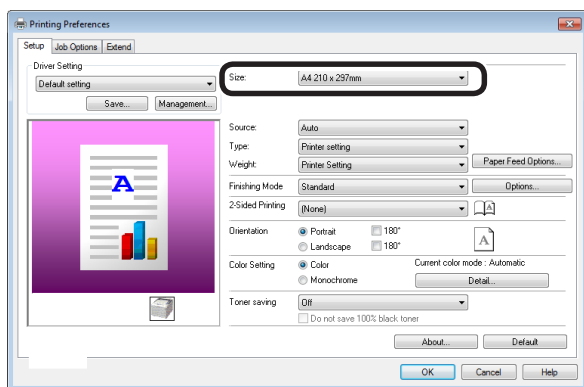 Printing Preferences
Setup Job Options Extend
Driver Setting
Default setting
Save... Management...
Size: A4 210 x 297mm
Source: Auto
Type: Printer setting
Weight: Printer Setting Paper Feed Options...
Finishing Mode Standard Options...
2-Sided Printing (None) A
Orientation Portrait 180°
Landscape 180°
A
Color Setting Color Current color mode : Automatic
Monochrome Detail...
Toner saving Off
Do not save 100% black toner
A
About... Default
OK Cancel Help